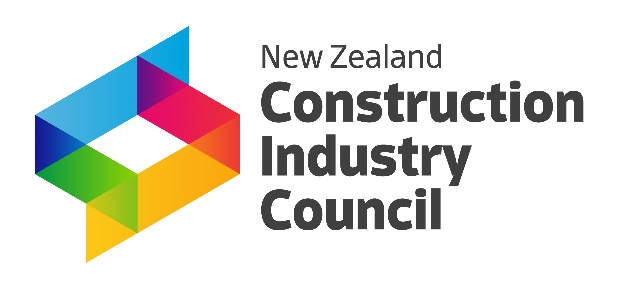 New Zealand
Construction
Industry
Council